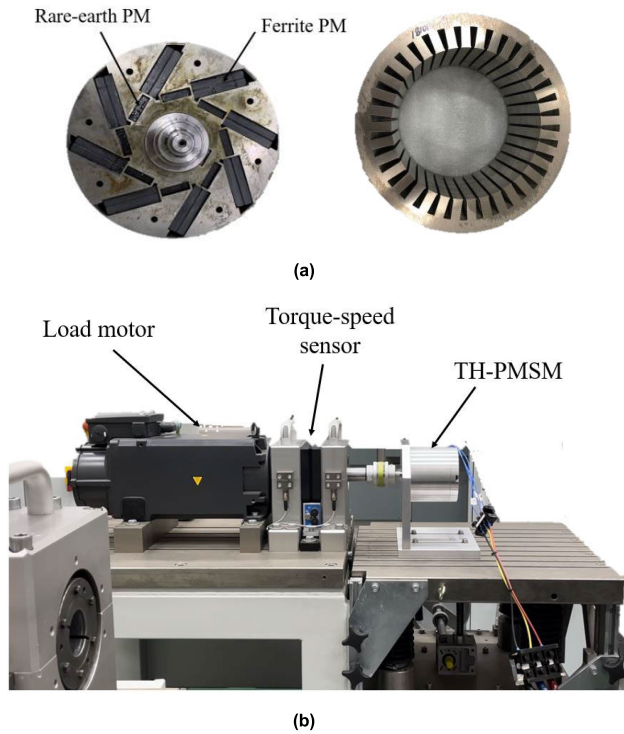 Rare-earth PM
Ferrite PM
(a)
Load motor
Torque-speed
sensor
TH-PMSM
(b)